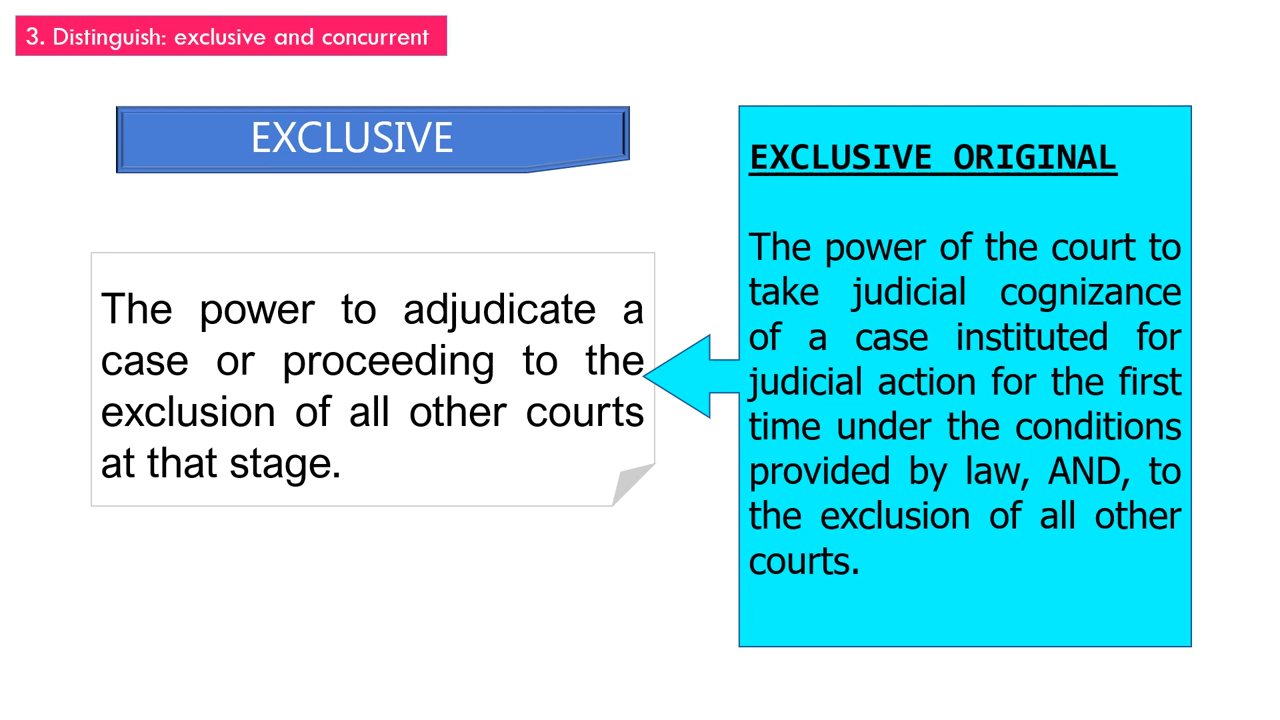 3. Distinguish: exclusive and concurrent
EXCLUSIVE
The power to adjudicate a
case or proceeding to the
exclusion of all other courts
at that stage.
EXCLUSIVE ORIGINAL
The power of the court to
take judicial cognizance
of a case instituted for
judicial action for the first
time under the conditions
provided by law, AND, to
the exclusion of all other
courts.